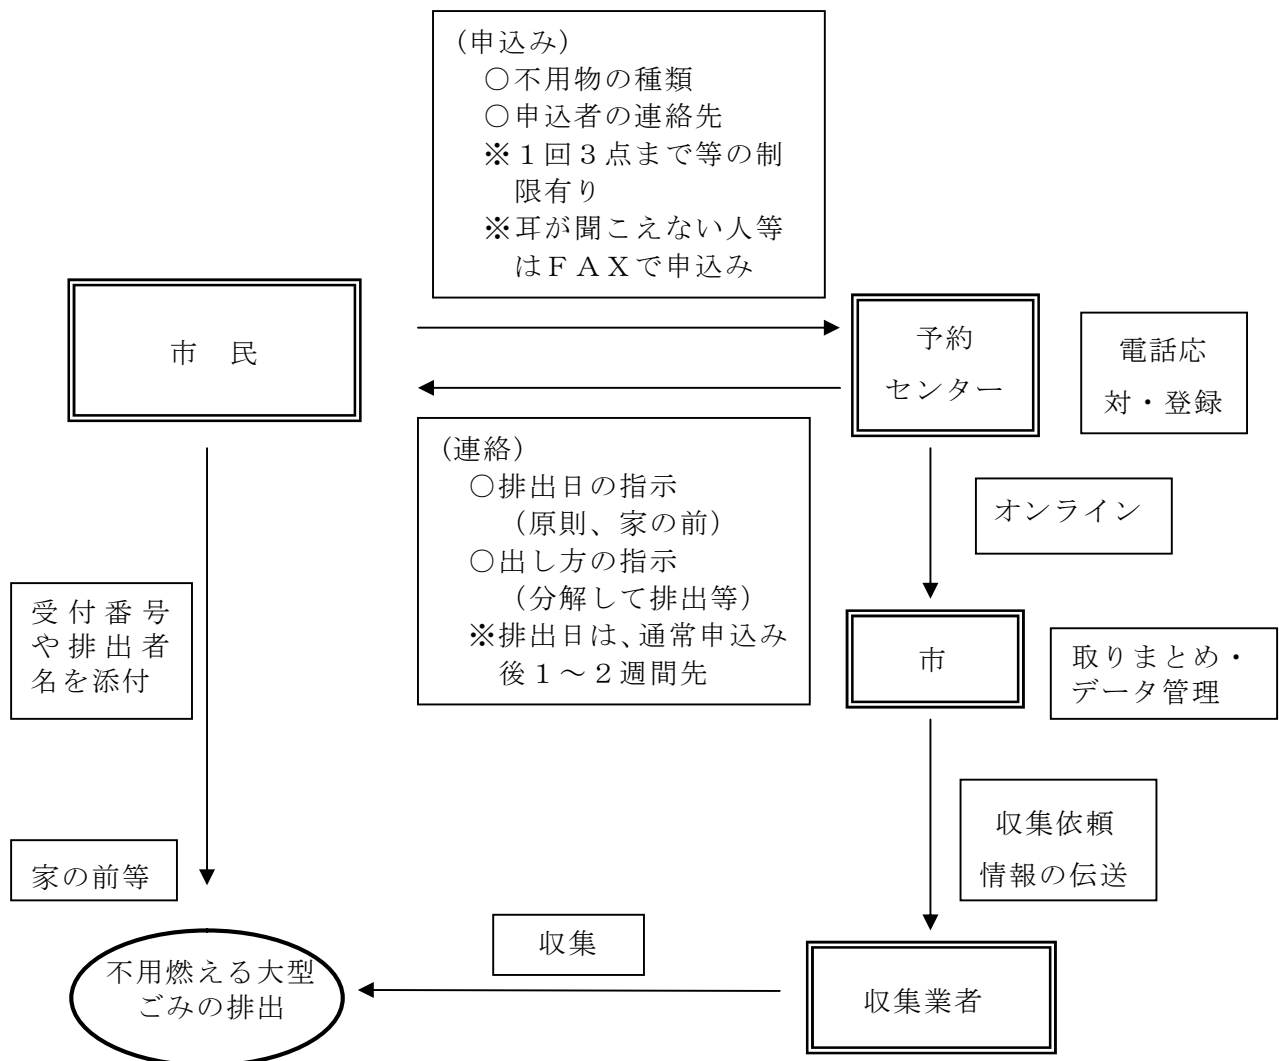 (申込み)
○不用物の種類
○申込者の連絡先
※１回３点まで等の制
限有り
※耳が聞こえない人等
はＦＡＸで申込み
市　民
予約
センター
電話応
対・登録
(連絡)
○排出日の指示
（原則、家の前）
○出し方の指示
（分解して排出等）
※排出日は、通常申込み
後１～２週間先
オンライン
受付番号
や排出者
名を添付
市
取りまとめ・
データ管理
収集依頼
情報の伝送
家の前等
収集
不用燃える大型
ごみの排出
収集業者